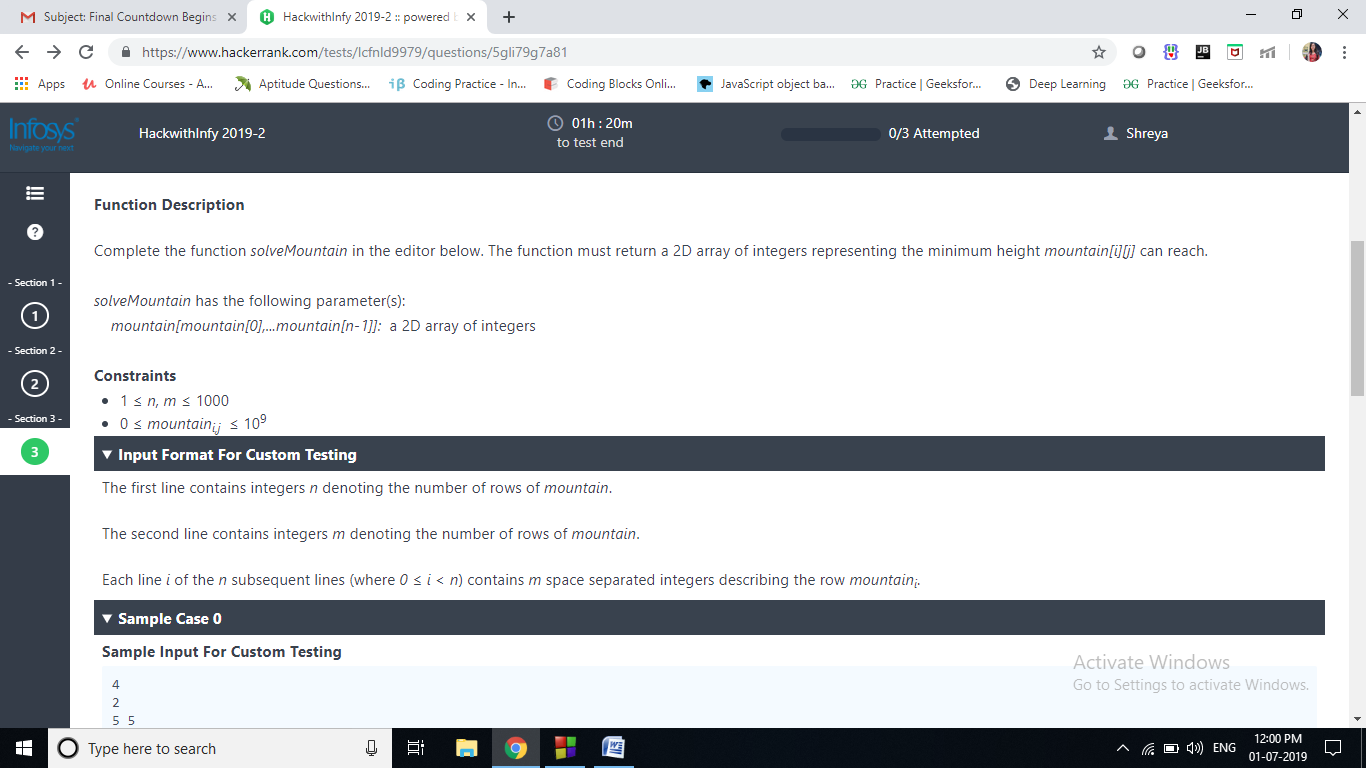 Subject: Final Countdown Begins
HackwithInfy 2019-2 :: powered b
https://www.hackerrank.com/tests/lcfnld9979/questions/5gli79g7a81
Apps
Online Courses - A...
Aptitude Questions...
Coding Practice - In...
Coding Blocks Onli...
JavaScript object ba...
Practice | Geeksfor...
Deep Learning
Practice | Geeksfor...
Infosys
Navigate your next
HackwithInfy 2019-2
01h : 20m
to test end
0/3 Attempted
Shreya
- Section 1 -
1
- Section 2 -
2
- Section 3 -
3
Function Description
Complete the function solveMountain in the editor below. The function must return a 2D array of integers representing the minimum height mountain[i][j] can reach.
solveMountain has the following parameter(s):
mountain[mountain[0],...mountain[n-1]]: a 2D array of integers
Constraints
• 1 ≤ n, m ≤ 1000
• 0 ≤ mountaini,j ≤ 10^9
▼ Input Format For Custom Testing
The first line contains integers n denoting the number of rows of mountain.
The second line contains integers m denoting the number of rows of mountain.
Each line i of the n subsequent lines (where 0 ≤ i < n) contains m space separated integers describing the row mountaini.
▼ Sample Case 0
Sample Input For Custom Testing
4
2
5 5
Activate Windows
Go to Settings to activate Windows.
Type here to search
ENG
12:00 PM
01-07-2019